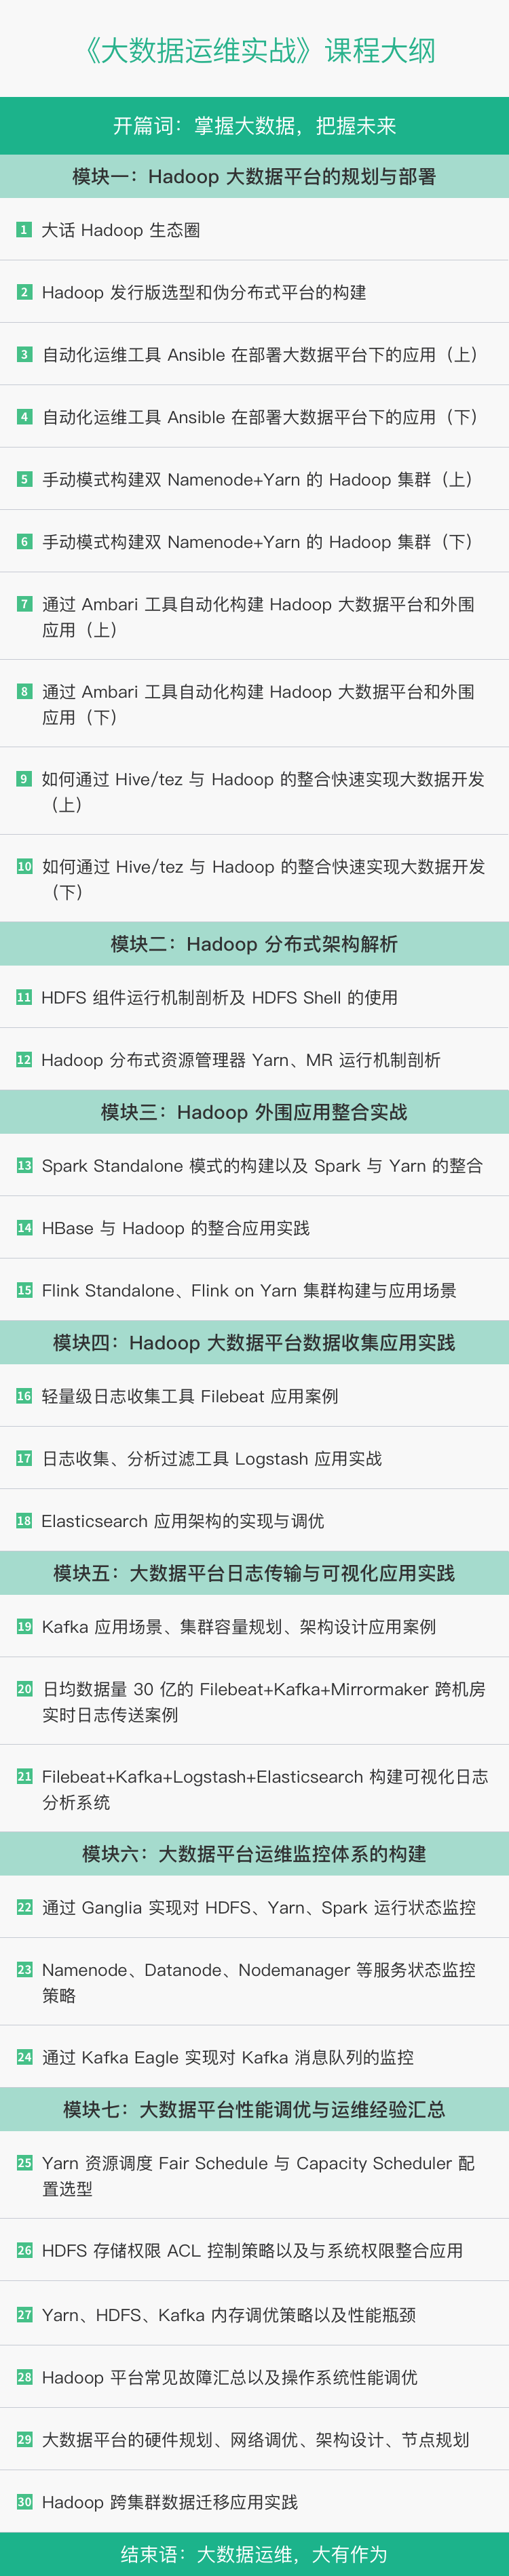 《大数据运维实战》课程大纲
开篇词：掌握大数据，把握未来
模块一：Hadoop 大数据平台的规划与部署
1 大话 Hadoop 生态圈
2 Hadoop 发行版选型和伪分布式平台的构建
3 自动化运维工具 Ansible 在部署大数据平台下的应用（上）
4 自动化运维工具 Ansible 在部署大数据平台下的应用（下）
5 手动模式构建双 Namenode+Yarn 的 Hadoop 集群（上）
6 手动模式构建双 Namenode+Yarn 的 Hadoop 集群（下）
7 通过 Ambari 工具自动化构建 Hadoop 大数据平台和外围
应用（上）
8 通过 Ambari 工具自动化构建 Hadoop 大数据平台和外围
应用（下）
9 如何通过 Hive/tez 与 Hadoop 的整合快速实现大数据开发
（上）
10 如何通过 Hive/tez 与 Hadoop 的整合快速实现大数据开发
（下）
模块二：Hadoop 分布式架构解析
11 HDFS 组件运行机制剖析及 HDFS Shell 的使用
12 Hadoop 分布式资源管理器 Yarn、MR 运行机制剖析
模块三：Hadoop 外围应用整合实战
13 Spark Standalone 模式的构建以及 Spark 与 Yarn 的整合
14 HBase 与 Hadoop 的整合应用实践
15 Flink Standalone、Flink on Yarn 集群构建与应用场景
模块四：Hadoop 大数据平台数据收集应用实践
16 轻量级日志收集工具 Filebeat 应用案例
17 日志收集、分析过滤工具 Logstash 应用实战
18 Elasticsearch 应用架构的实现与调优
模块五：大数据平台日志传输与可视化应用实践
19 Kafka 应用场景、集群容量规划、架构设计应用案例
20 日均数据量 30 亿的 Filebeat+Kafka+Mirrormaker 跨机房
实时日志传送案例
21 Filebeat+Kafka+Logstash+Elasticsearch 构建可视化日志
分析系统
模块六：大数据平台运维监控体系的构建
22 通过 Ganglia 实现对 HDFS、Yarn、Spark 运行状态监控
23 Namenode、Datanode、Nodemanager 等服务状态监控
策略
24 通过 Kafka Eagle 实现对 Kafka 消息队列的监控
模块七：大数据平台性能调优与运维经验汇总
25 Yarn 资源调度 Fair Schedule 与 Capacity Scheduler 配
置选型
26 HDFS 存储权限 ACL 控制策略以及与系统权限整合应用
27 Yarn、HDFS、Kafka 内存调优策略以及性能瓶颈
28 Hadoop 平台常见故障汇总以及操作系统性能调优
29 大数据平台的硬件规划、网络调优、架构设计、节点规划
30 Hadoop 跨集群数据迁移应用实践
结束语：大数据运维，大有作为